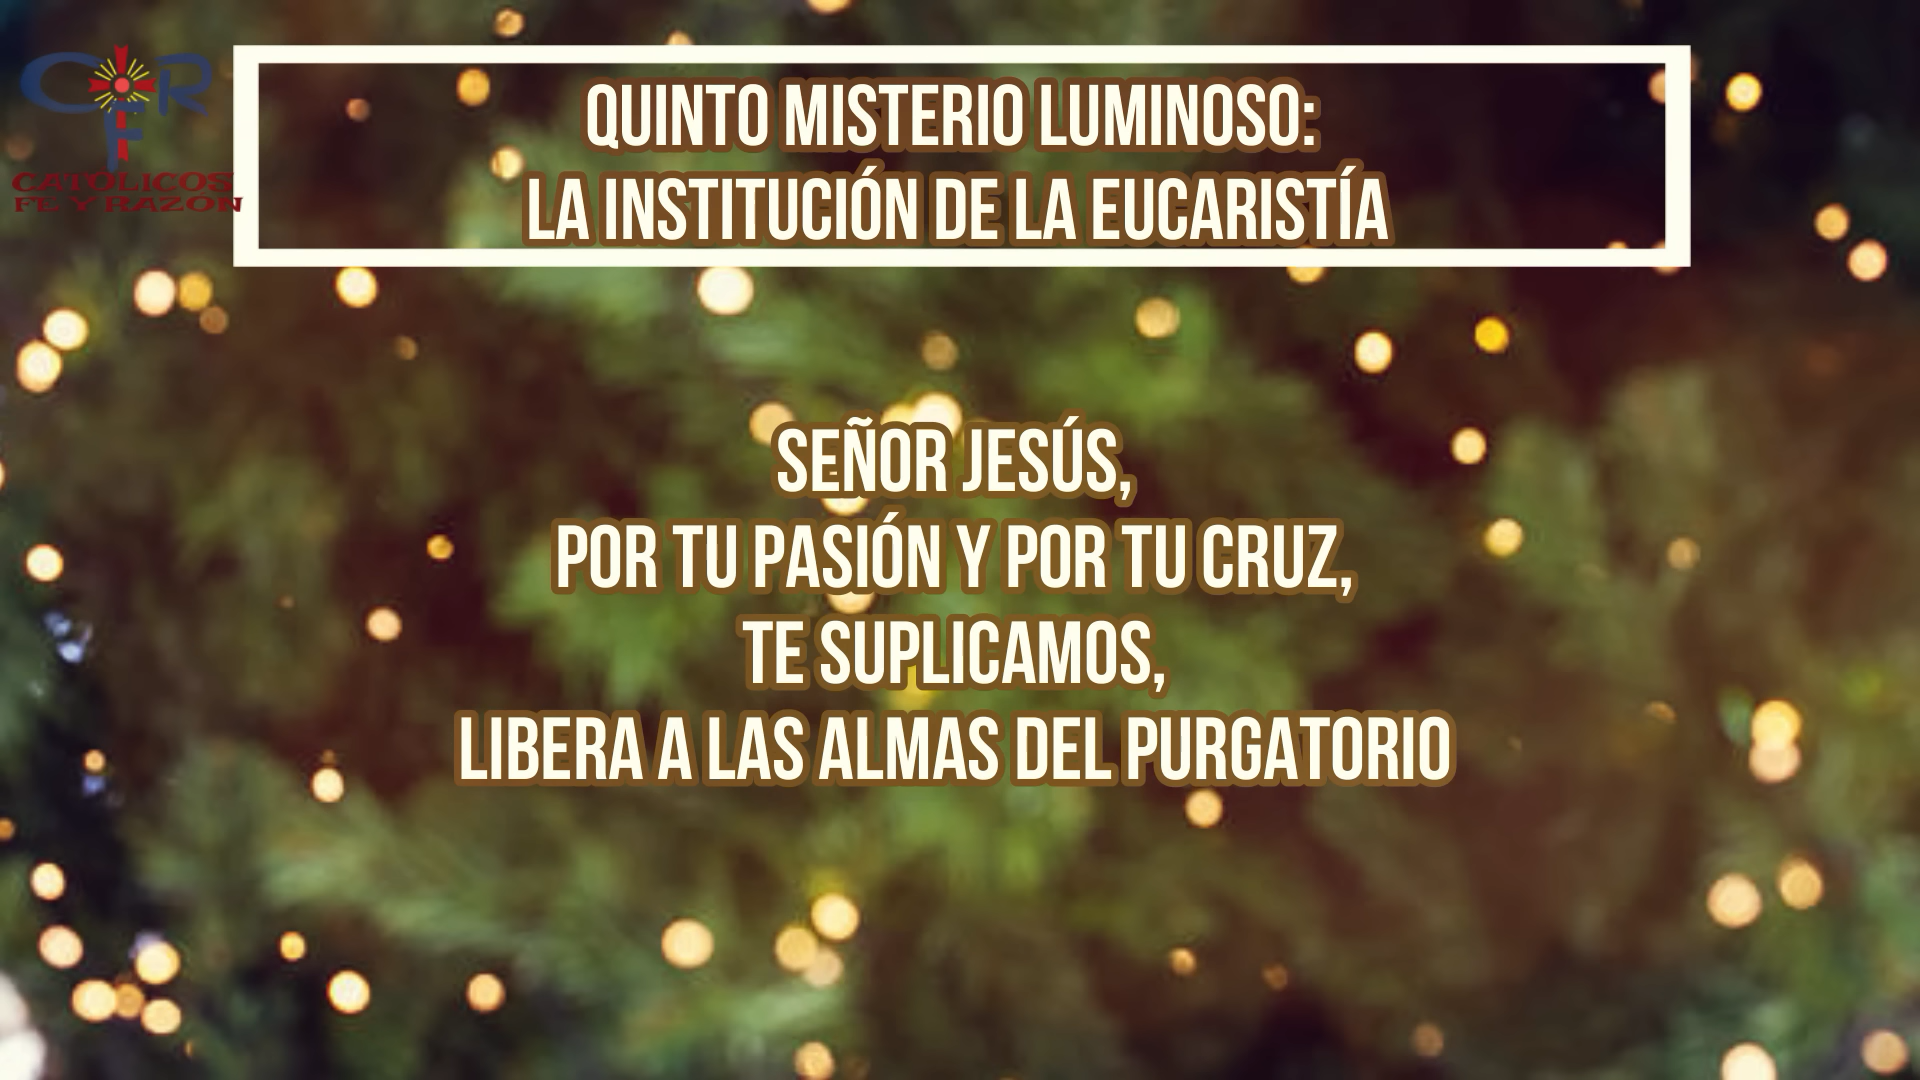 CFR
CATÓLICOS
FE Y RAZÓN
QUINTO MISTERIO LUMINOSO:
LA INSTITUCIÓN DE LA EUCARISTÍA
SEÑOR JESÚS,
POR TU PASIÓN Y POR TU CRUZ,
TE SUPLICAMOS,
LIBERA A LAS ALMAS DEL PURGATORIO